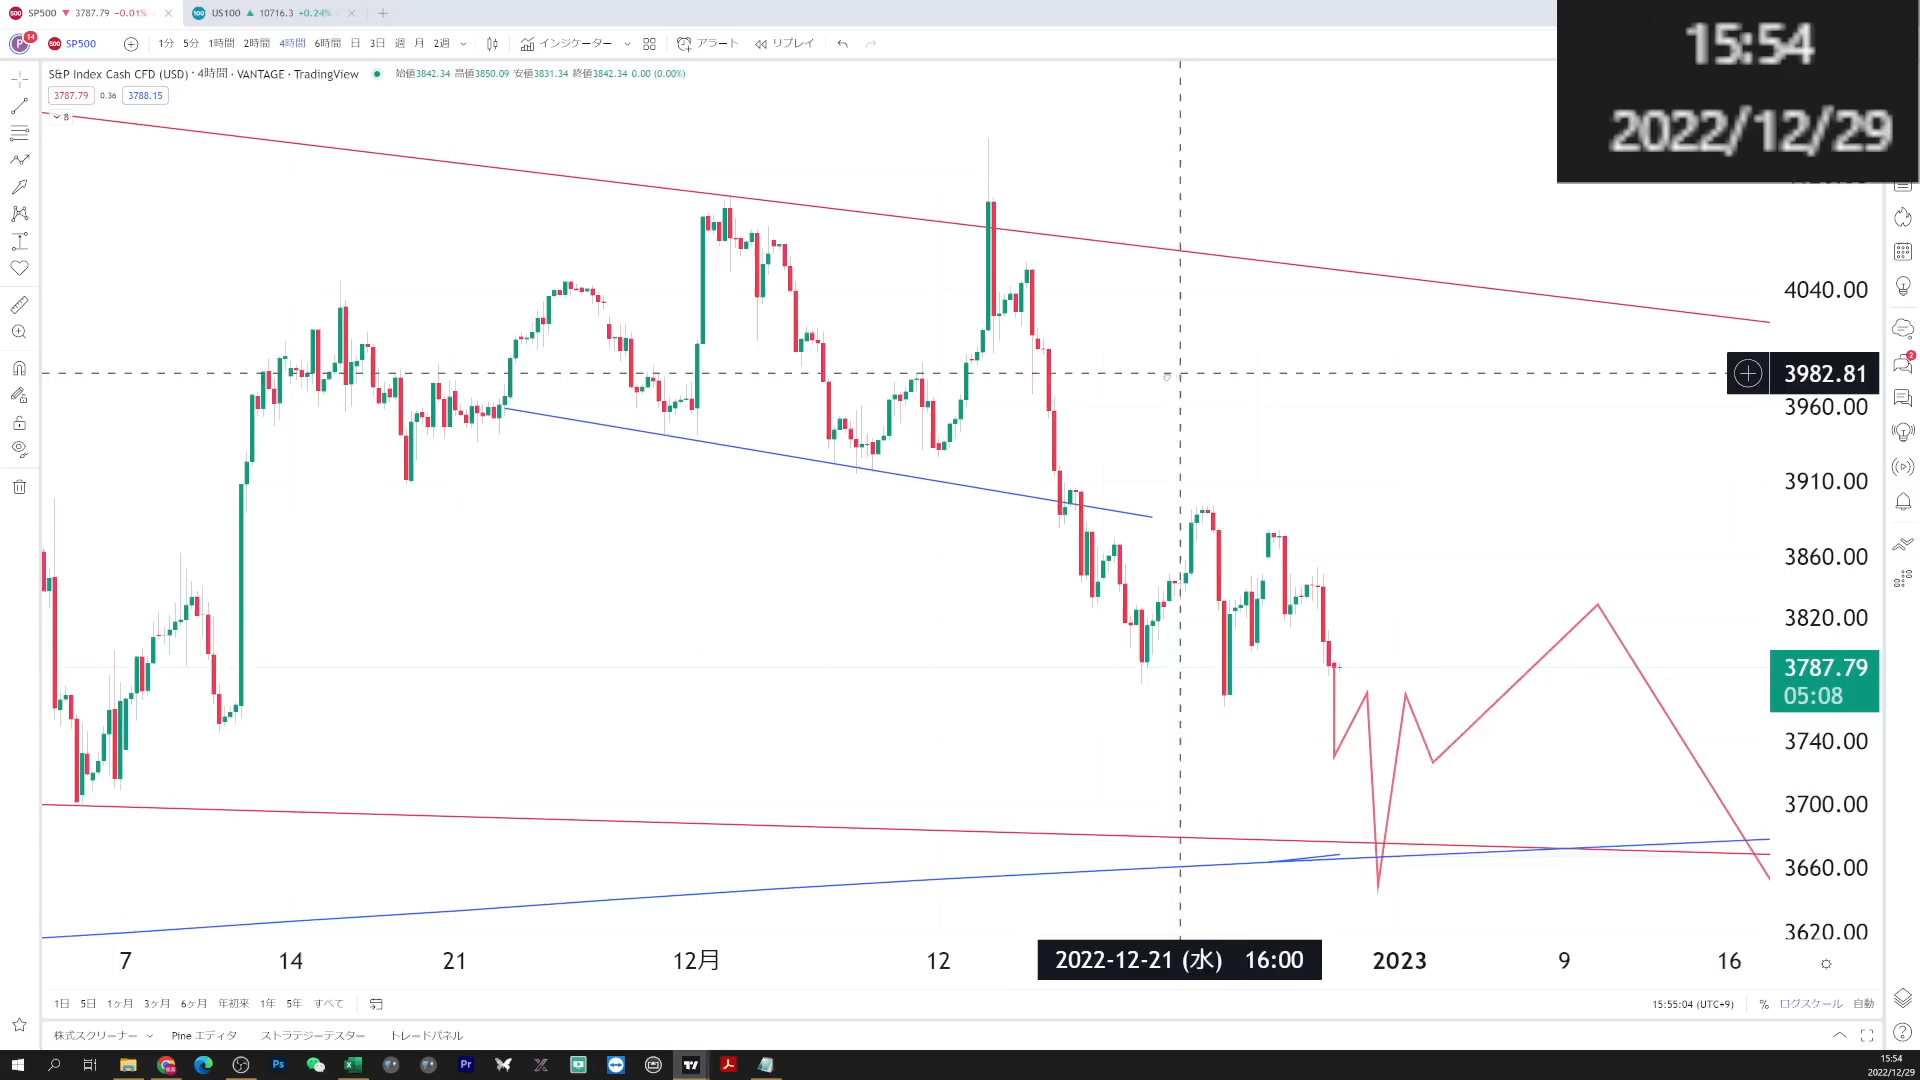 SP500 ▼ 3787.79 −0.01%
US100 ▲ 10716.3 +0.24%
15:54
2022/12/29
P 14
SP500
1分 5分 1時間 2時間 4時間 6時間 日 3日 週 月 2週
インジケーター
アラート
リプレイ
S&P Index Cash CFD (USD) · 4時間 · VANTAGE · TradingView
始値3842.34 高値3850.09 安値3831.34 終値3842.34 0.00 (0.00%)
3787.79 0.36 3788.15
8
4040.00
3982.81
3960.00
3910.00
3860.00
3820.00
3787.79
05:08
3740.00
3700.00
3660.00
3620.00
2
7 14 21 12月 12 2022-12-21 (水) 16:00 2023 9 16
1日 5日 1ヶ月 3ヶ月 6ヶ月 年初来 1年 5年 すべて
15:55:04 (UTC+9) % ログスケール 自動
株式スクリーナー Pine エディタ ストラテジーテスター トレードパネル
Ps
Pr
15:54
2022/12/29